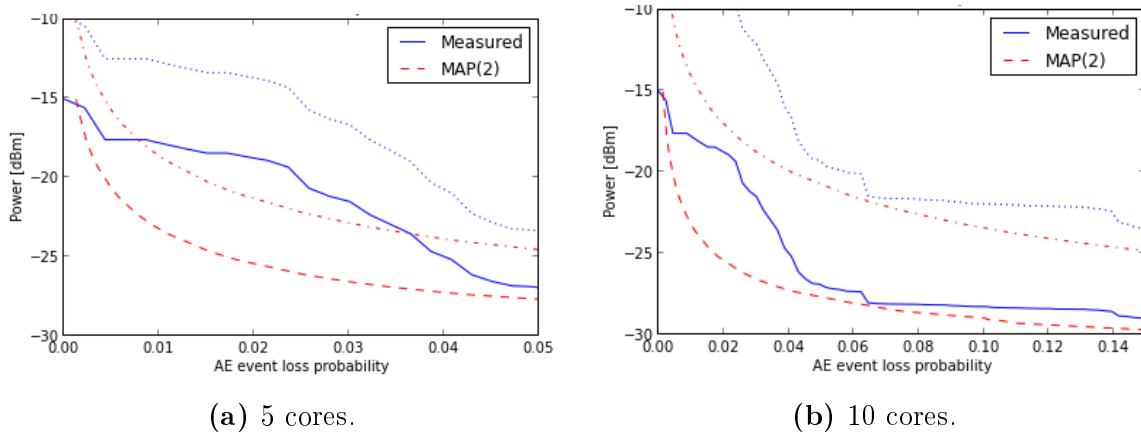 −10
−15
−20
−25
−30
Power [dBm]
Measured
MAP(2)
0.00 0.01 0.02 0.03 0.04 0.05
AE event loss probability
(a) 5 cores.
−10
−15
−20
−25
−30
Power [dBm]
Measured
MAP(2)
0.00 0.02 0.04 0.06 0.08 0.10 0.12 0.14
AE event loss probability
(b) 10 cores.